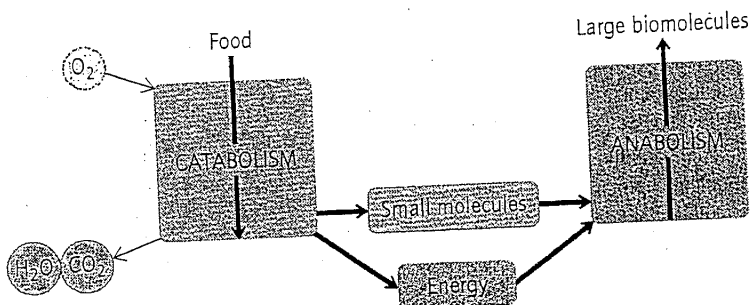 Large biomolecules
Food
O₂
CATABOLISM
ANABOLISM
Small molecules
H₂O CO₂
Energy